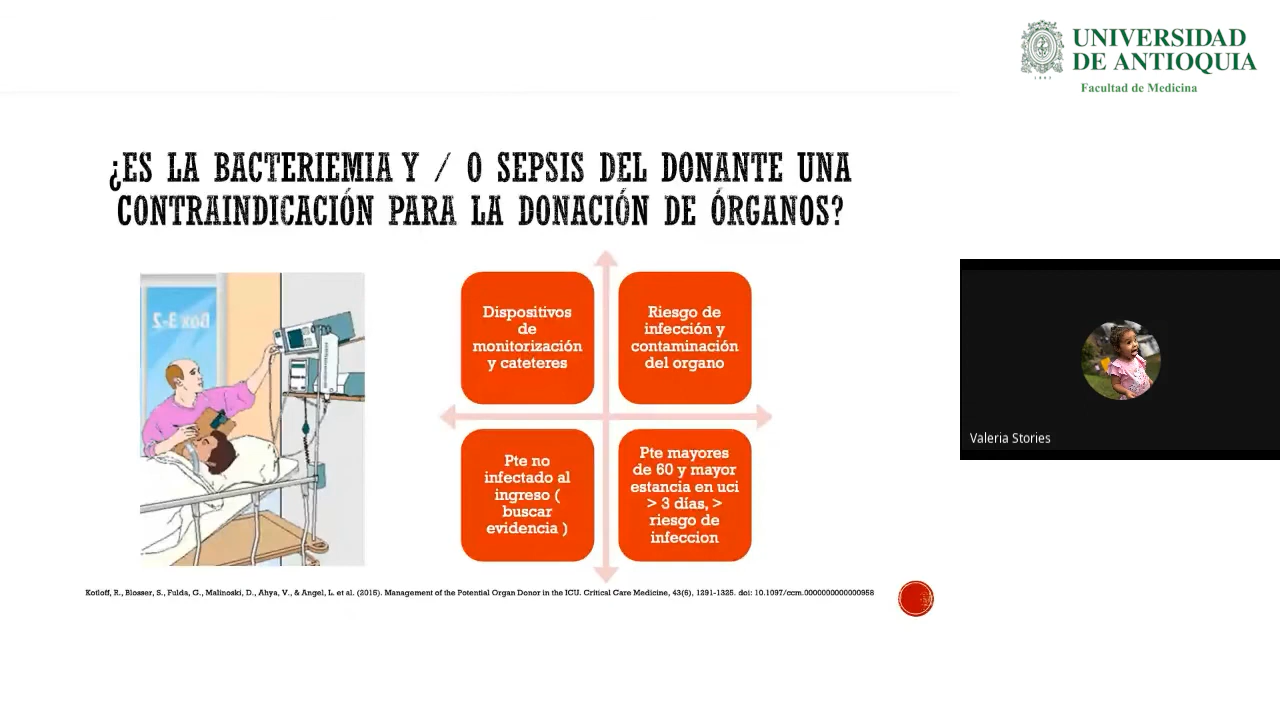 UNIVERSIDAD
DE ANTIOQUIA
1803
Facultad de Medicina
¿ES LA BACTERIEMIA Y / O SEPSIS DEL DONANTE UNA
CONTRAINDICACIÓN PARA LA DONACIÓN DE ÓRGANOS?
Box 3-2
Dispositivos
de
monitorización
y cateteres
Riesgo de
infección y
contaminación
del organo
Pte no
infectado al
ingreso (
buscar
evidencia )
Pte mayores
de 60 y mayor
estancia en uci
> 3 días, >
riesgo de
infeccion
Kotloff, R., Blosser, S., Fulda, G., Malinoski, D., Ahya, V., & Angel, L. et al. (2015). Management of the Potential Organ Donor in the ICU. Critical Care Medicine, 43(6), 1291-1325. doi: 10.1097/ccm.0000000000000958
Valeria Stories